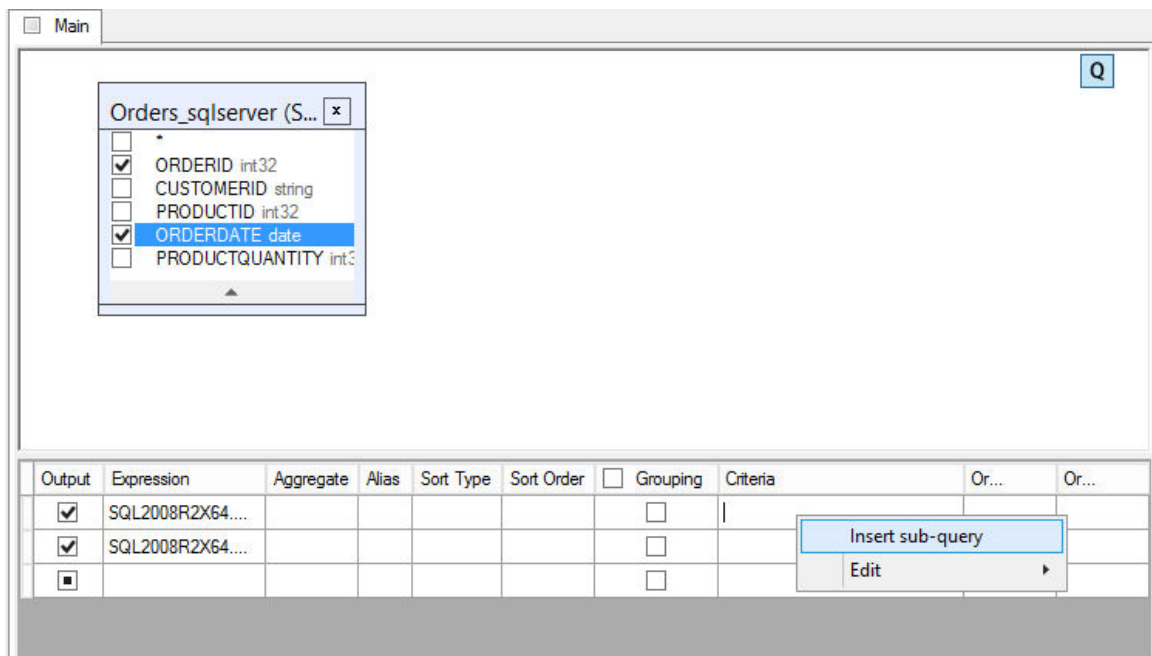 Main
Q
Orders_sqlserver (S... x
*
ORDERID int32
CUSTOMERID string
PRODUCTID int32
ORDERDATE date
PRODUCTQUANTITY int3
Output Expression Aggregate Alias Sort Type Sort Order Grouping Criteria Or... Or...
SQL2008R2X64....
Insert sub-query
SQL2008R2X64....
Edit